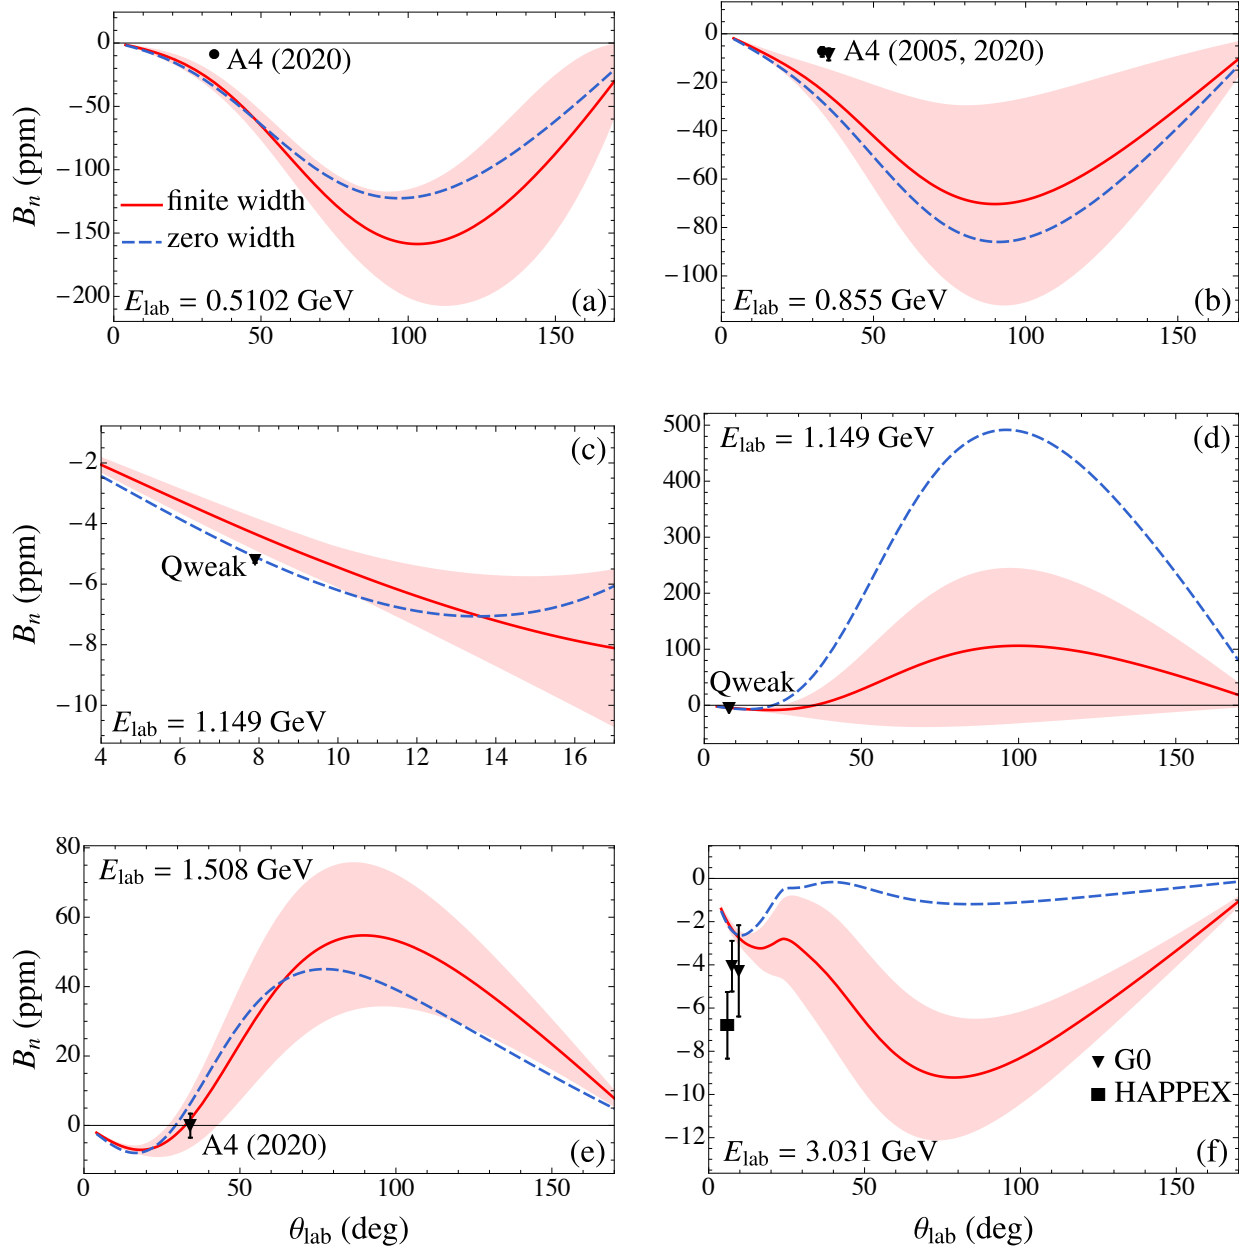 0
−50
−100
−150
−200
B_n (ppm)
A4 (2020)
finite width
zero width
E_lab = 0.5102 GeV
(a)
0 50 100 150
0
−20
−40
−60
−80
−100
A4 (2005, 2020)
E_lab = 0.855 GeV
(b)
0 50 100 150
−2
−4
−6
−8
−10
B_n (ppm)
(c)
Qweak
E_lab = 1.149 GeV
4 6 8 10 12 14 16
500
400
300
200
100
0
E_lab = 1.149 GeV
(d)
Qweak
0 50 100 150
80
60
40
20
0
B_n (ppm)
E_lab = 1.508 GeV
A4 (2020)
(e)
0 50 100 150
θ_lab (deg)
0
−2
−4
−6
−8
−10
−12
G0
HAPPEX
E_lab = 3.031 GeV
(f)
0 50 100 150
θ_lab (deg)